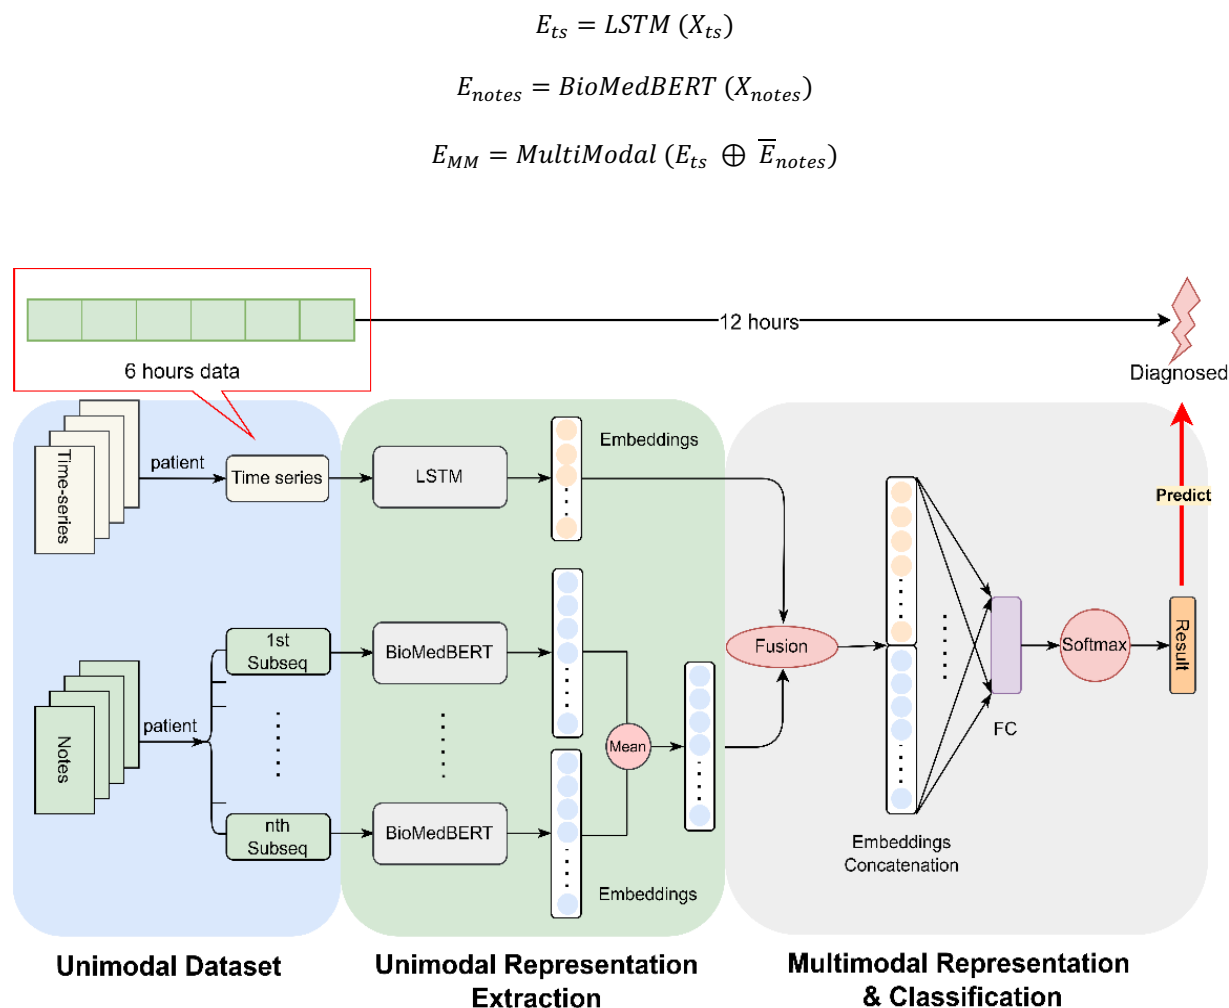 E_ts = LSTM (X_ts)
E_notes = BioMedBERT (X_notes)
E_MM = MultiModal (E_ts ⊕ E̅_notes)
12 hours
6 hours data
Diagnosed
Time-series
patient
Time series
LSTM
Embeddings
Predict
1st
Subseq
BioMedBERT
Notes
patient
Mean
Fusion
FC
Softmax
Result
nth
Subseq
BioMedBERT
Embeddings
Embeddings
Concatenation
Unimodal Dataset
Unimodal Representation
Extraction
Multimodal Representation
& Classification